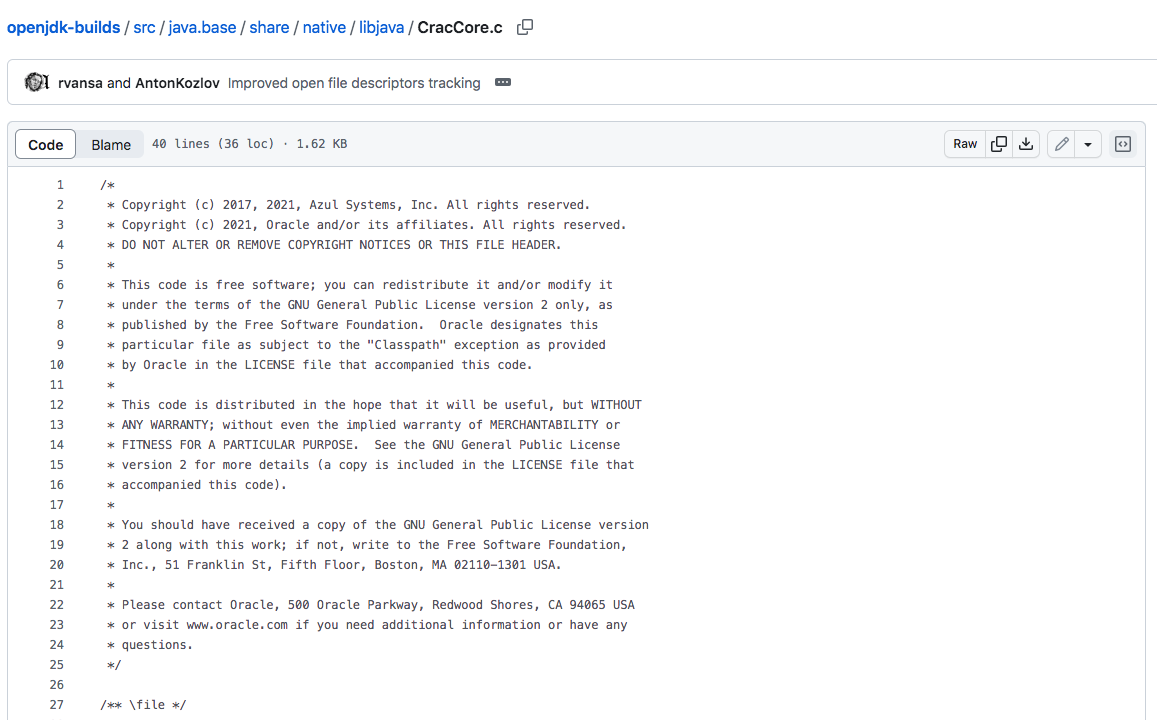 openjdk-builds / src / java.base / share / native / libjava / CracCore.c
rvansa and AntonKozlov Improved open file descriptors tracking
Code Blame 40 lines (36 loc) · 1.62 KB Raw
1 /*
2 * Copyright (c) 2017, 2021, Azul Systems, Inc. All rights reserved.
3 * Copyright (c) 2021, Oracle and/or its affiliates. All rights reserved.
4 * DO NOT ALTER OR REMOVE COPYRIGHT NOTICES OR THIS FILE HEADER.
5 *
6 * This code is free software; you can redistribute it and/or modify it
7 * under the terms of the GNU General Public License version 2 only, as
8 * published by the Free Software Foundation.  Oracle designates this
9 * particular file as subject to the "Classpath" exception as provided
10 * by Oracle in the LICENSE file that accompanied this code.
11 *
12 * This code is distributed in the hope that it will be useful, but WITHOUT
13 * ANY WARRANTY; without even the implied warranty of MERCHANTABILITY or
14 * FITNESS FOR A PARTICULAR PURPOSE.  See the GNU General Public License
15 * version 2 for more details (a copy is included in the LICENSE file that
16 * accompanied this code).
17 *
18 * You should have received a copy of the GNU General Public License version
19 * 2 along with this work; if not, write to the Free Software Foundation,
20 * Inc., 51 Franklin St, Fifth Floor, Boston, MA 02110-1301 USA.
21 *
22 * Please contact Oracle, 500 Oracle Parkway, Redwood Shores, CA 94065 USA
23 * or visit www.oracle.com if you need additional information or have any
24 * questions.
25 */
26
27 /** \file */